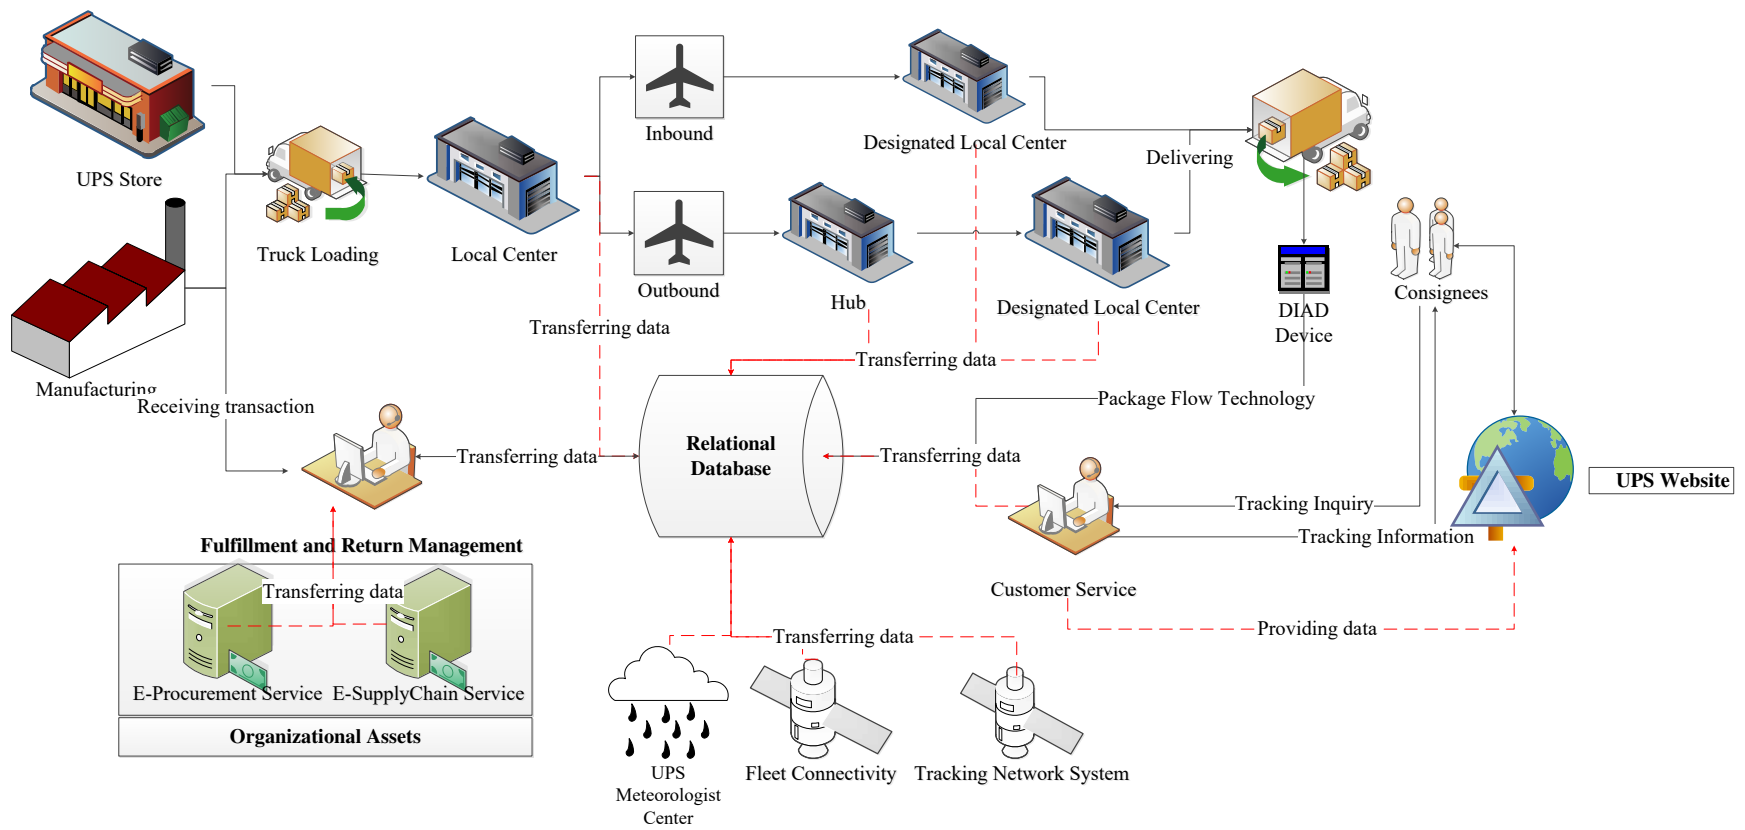 UPS Store
Truck Loading
Local Center
Inbound
Outbound
Designated Local Center
Delivering
Hub
Designated Local Center
DIAD
Device
Consignees
Manufacturing
Receiving transaction
Transferring data
Transferring data
Package Flow Technology
Relational
Database
Transferring data
Transferring data
UPS Website
Tracking Inquiry
Tracking Information
Fulfillment and Return Management
Transferring data
Customer Service
Providing data
Transferring data
E-Procurement Service
E-SupplyChain Service
Organizational Assets
UPS
Meteorologist
Center
Fleet Connectivity
Tracking Network System